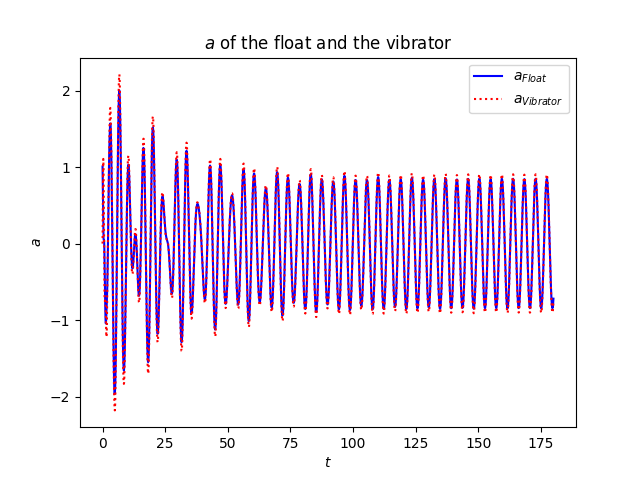 a of the float and the vibrator
a_Float
a_Vibrator
2
1
0
−1
−2
a
0
25
50
75
100
125
150
175
t